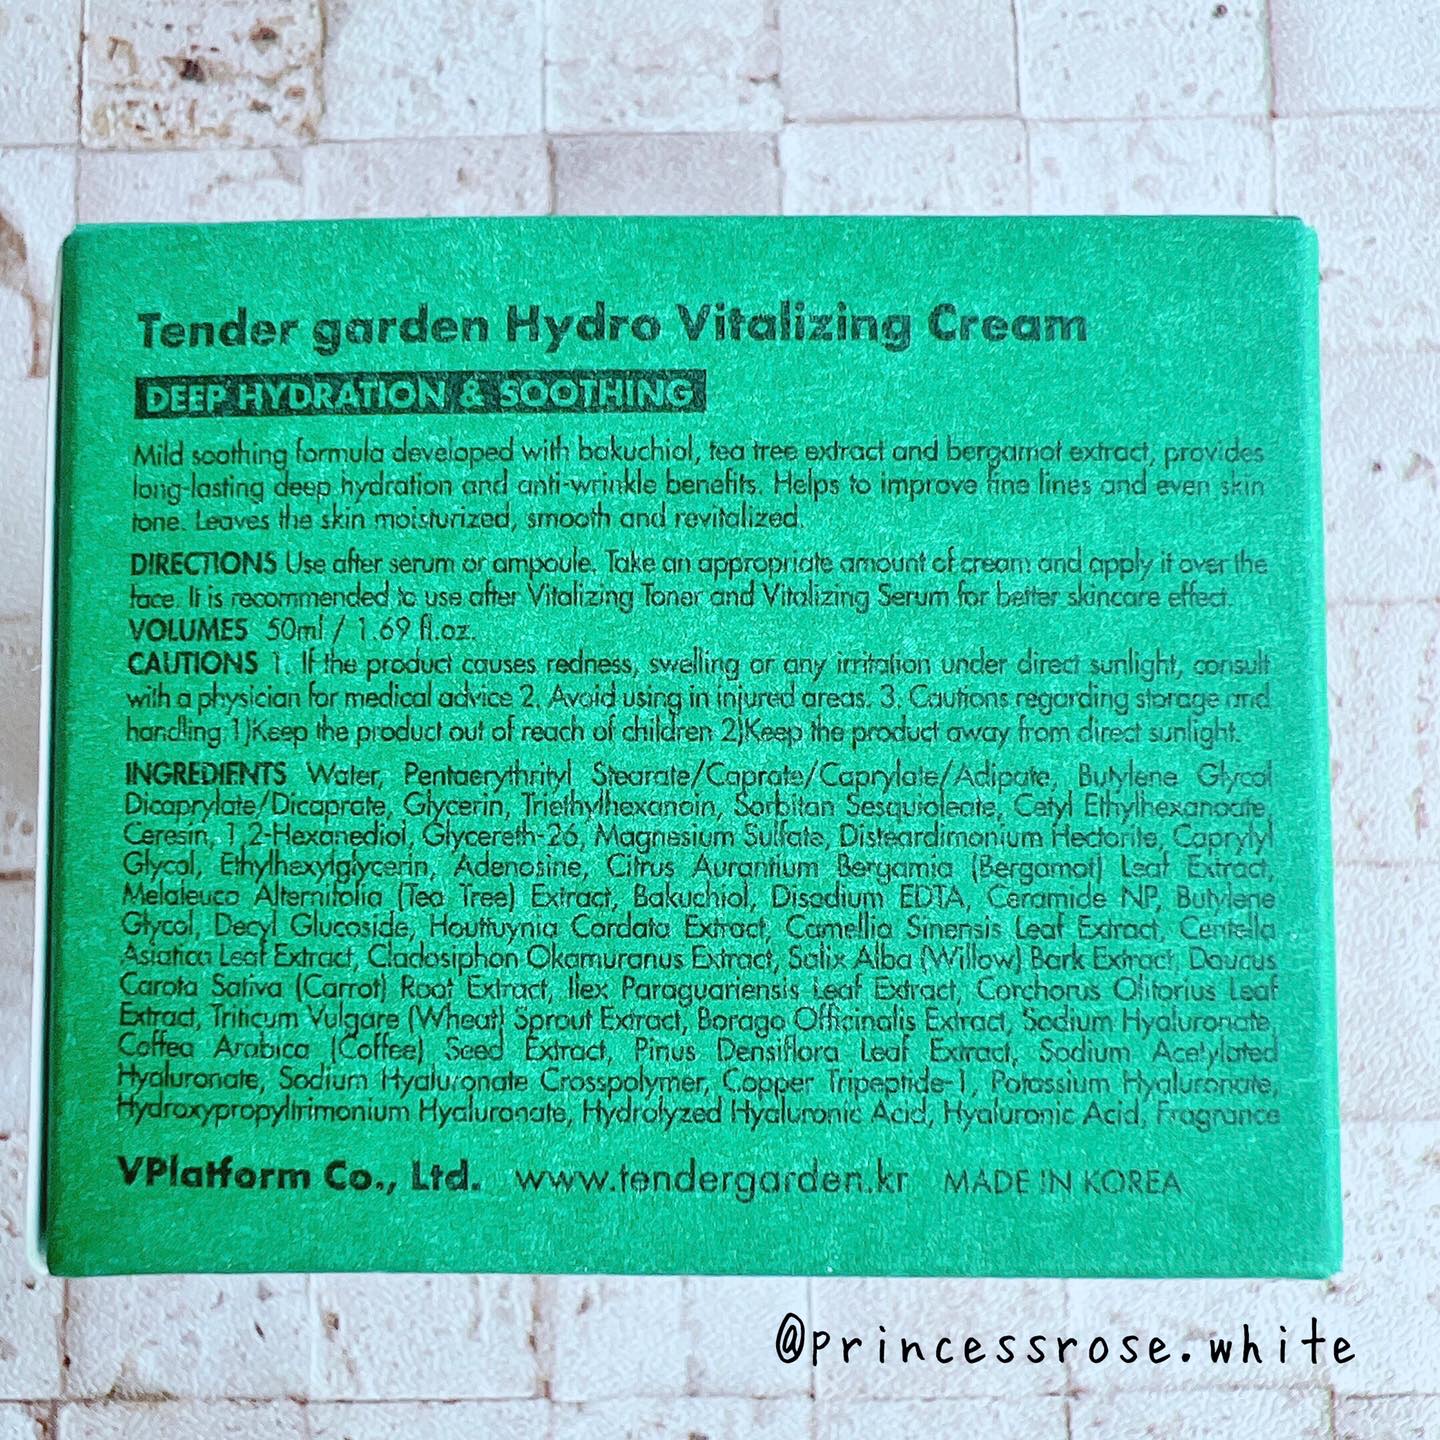 Tender garden Hydro Vitalizing Cream
DEEP HYDRATION & SOOTHING
Mild soothing formula developed with bakuchiol, tea tree extract and bergamot extract, provides
long-lasting deep hydration and anti-wrinkle benefits. Helps to improve fine lines and even skin
tone. Leaves the skin moisturized, smooth and revitalized.
DIRECTIONS Use after serum or ampoule. Take an appropriate amount of cream and apply it over the
face. It is recommended to use after Vitalizing Toner and Vitalizing Serum for better skincare effect.
VOLUMES 50ml / 1.69 fl.oz.
CAUTIONS 1. If the product causes redness, swelling or any irritation under direct sunlight, consult
with a physician for medical advice 2. Avoid using in injured areas. 3. Cautions regarding storage and
handling 1)Keep the product out of reach of children 2)Keep the product away from direct sunlight.
INGREDIENTS Water, Pentaerythrityl Stearate/Caprate/Caprylate/Adipate, Butylene Glycol
Dicaprylate/Dicaprate, Glycerin, Triethylhexanoin, Sorbitan Sesquioleate, Cetyl Ethylhexanoate,
Ceresin, 1,2-Hexanediol, Glycereth-26, Magnesium Sulfate, Disteardimonium Hectorite, Caprylyl
Glycol, Ethylhexylglycerin, Adenosine, Citrus Aurantium Bergamia (Bergamot) Leaf Extract,
Melaleuca Alternifolia (Tea Tree) Extract, Bakuchiol, Disodium EDTA, Ceramide NP, Butylene
Glycol, Decyl Glucoside, Houttuynia Cordata Extract, Camellia Sinensis Leaf Extract, Centella
Asiatica Leaf Extract, Cladosiphon Okamuranus Extract, Salix Alba (Willow) Bark Extract, Daucus
Carota Sativa (Carrot) Root Extract, Ilex Paraguariensis Leaf Extract, Corchorus Olitorius Leaf
Extract, Triticum Vulgare (Wheat) Sprout Extract, Borago Officinalis Extract, Sodium Hyaluronate,
Coffea Arabica (Coffee) Seed Extract, Pinus Densiflora Leaf Extract, Sodium Acetylated
Hyaluronate, Sodium Hyaluronate Crosspolymer, Copper Tripeptide-1, Potassium Hyaluronate,
Hydroxypropyltrimonium Hyaluronate, Hydrolyzed Hyaluronic Acid, Hyaluronic Acid, Fragrance
VPlatform Co., Ltd. www.tendergarden.kr MADE IN KOREA
@princessrose.white